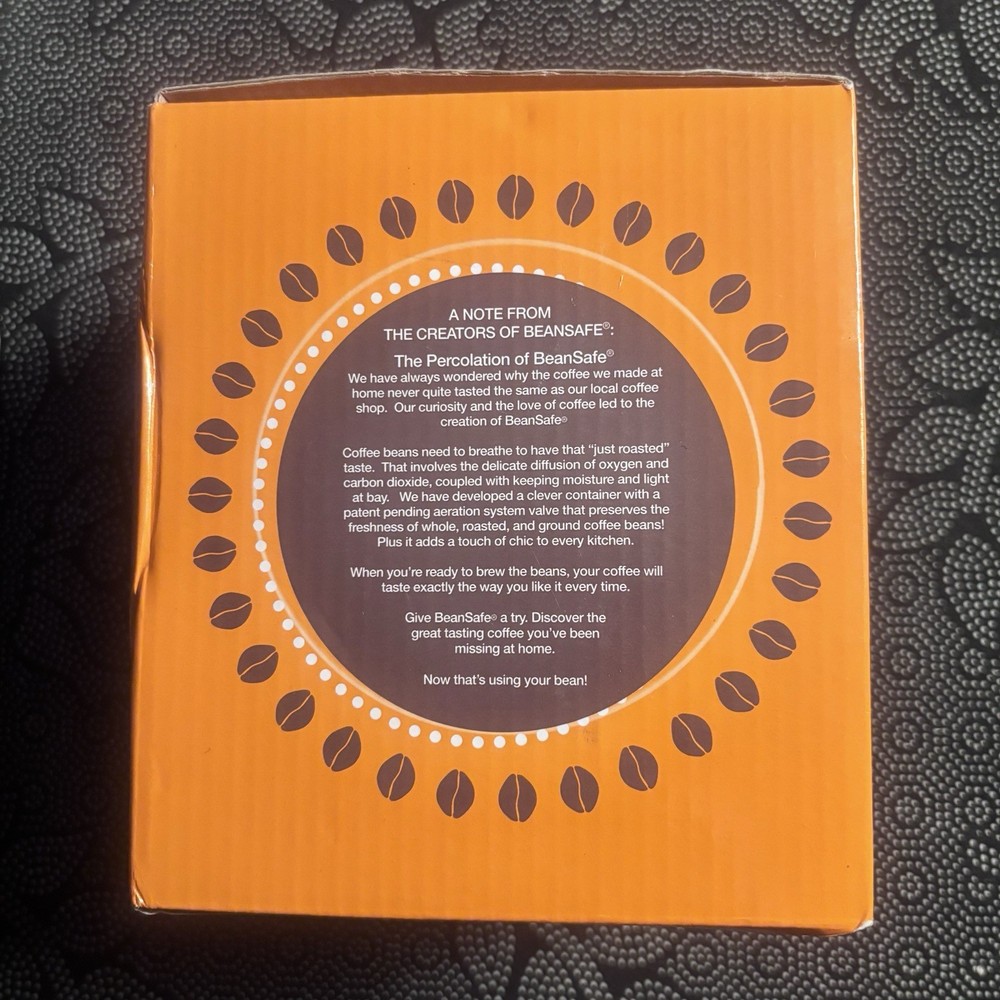 A NOTE FROM
THE CREATORS OF BEANSAFE®:
The Percolation of BeanSafe®
We have always wondered why the coffee we made at
home never quite tasted the same as our local coffee
shop. Our curiosity and the love of coffee led to the
creation of BeanSafe®
Coffee beans need to breathe to have that “just roasted”
taste. That involves the delicate diffusion of oxygen and
carbon dioxide, coupled with keeping moisture and light
at bay. We have developed a clever container with a
patent pending aeration system valve that preserves the
freshness of whole, roasted, and ground coffee beans!
Plus it adds a touch of chic to every kitchen.
When you’re ready to brew the beans, your coffee will
taste exactly the way you like it every time.
Give BeanSafe® a try. Discover the
great tasting coffee you’ve been
missing at home.
Now that’s using your bean!